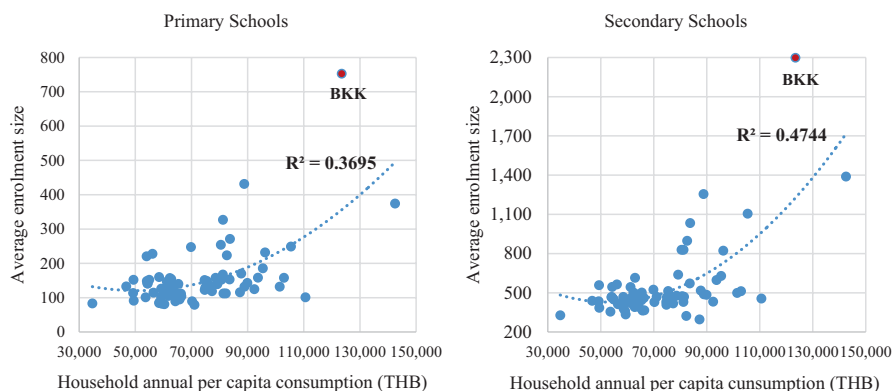 Primary Schools
Average enrolment size
800
700
600
500
400
300
200
100
0
BKK
R² = 0.3695
30,000 50,000 70,000 90,000 110,000 130,000 150,000
Household annual per capita consumption (THB)
Secondary Schools
Average enrolment size
2,300
2,000
1,700
1,400
1,100
800
500
200
BKK
R² = 0.4744
30,000 50,000 70,000 90,000 110,000 130,000 150,000
Household annual per capita cunsumption (THB)